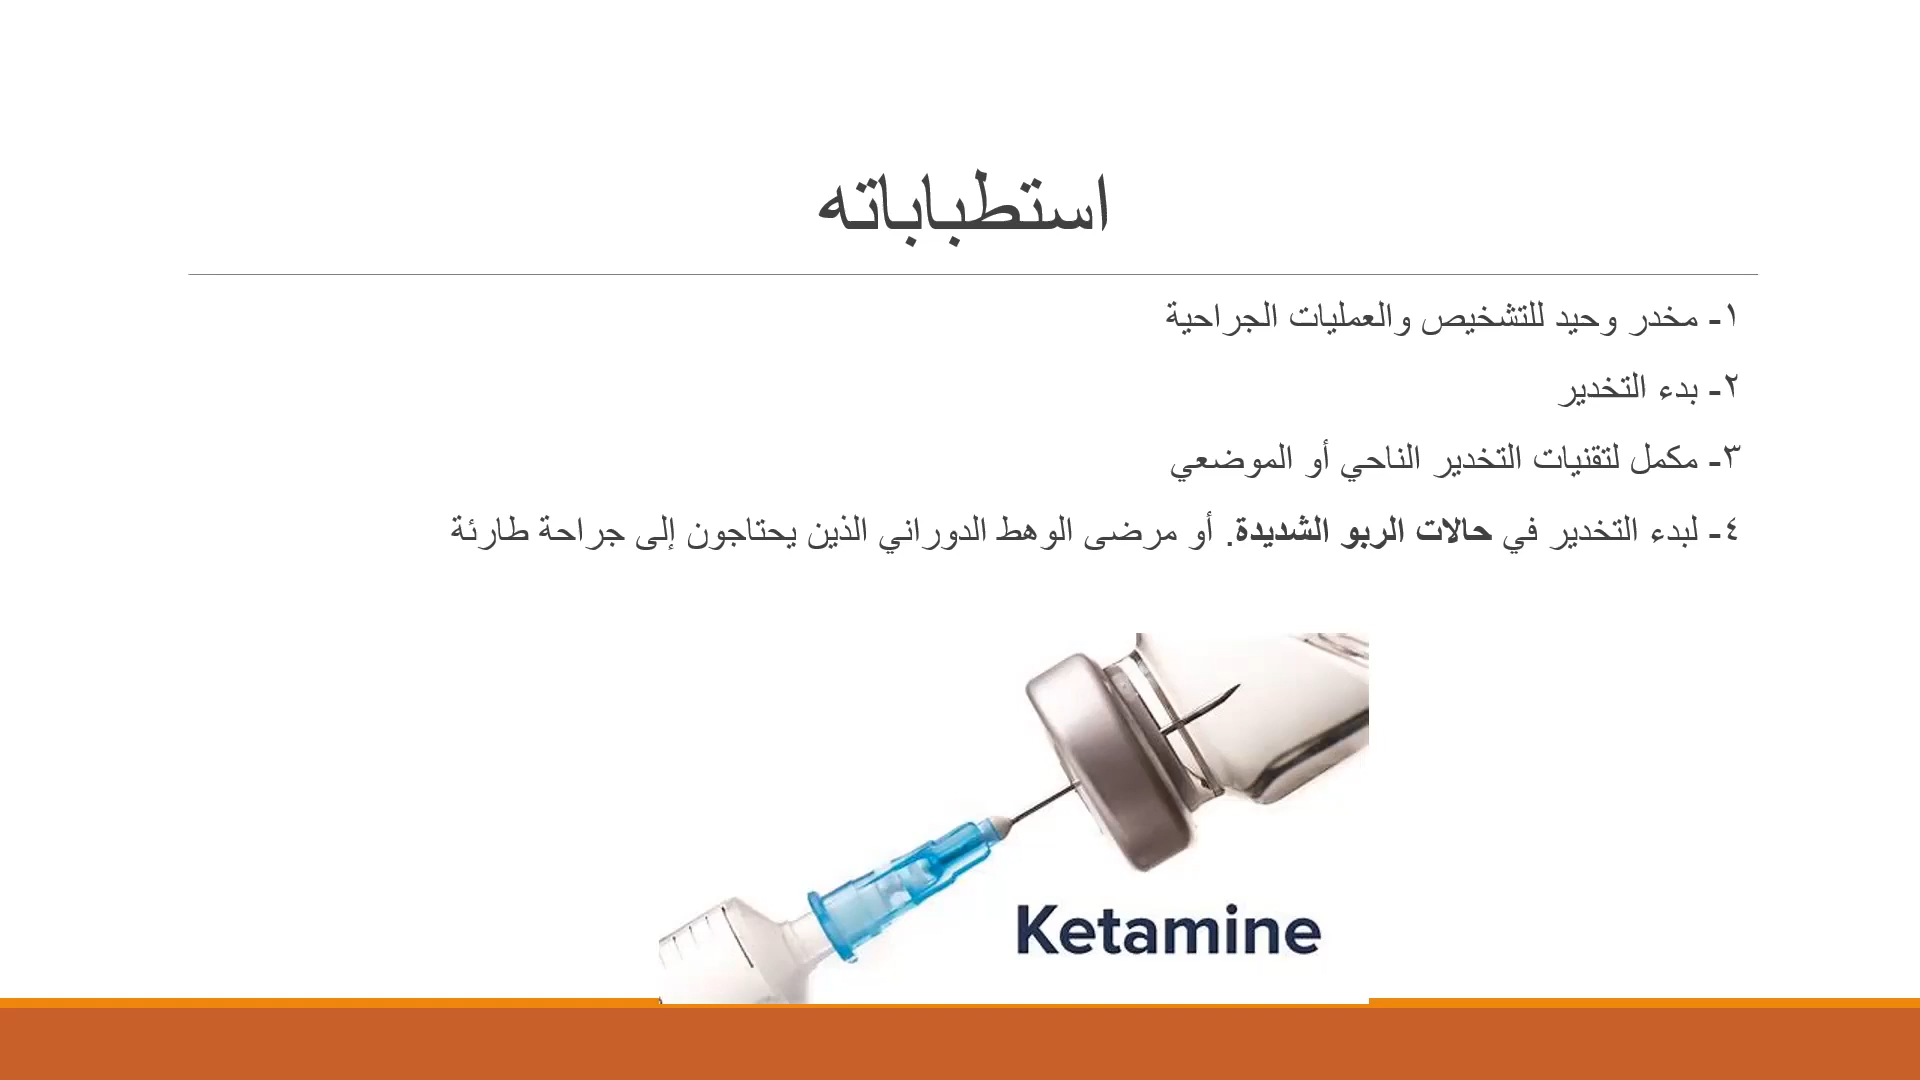 استطباباته
١- مخدر وحيد للتشخيص والعمليات الجراحية
٢- بدء التخدير
٣- مكمل لتقنيات التخدير الناحي أو الموضعي
٤- لبدء التخدير في حالات الربو الشديدة. أو مرضى الوهط الدوراني الذين يحتاجون إلى جراحة طارئة
Ketamine